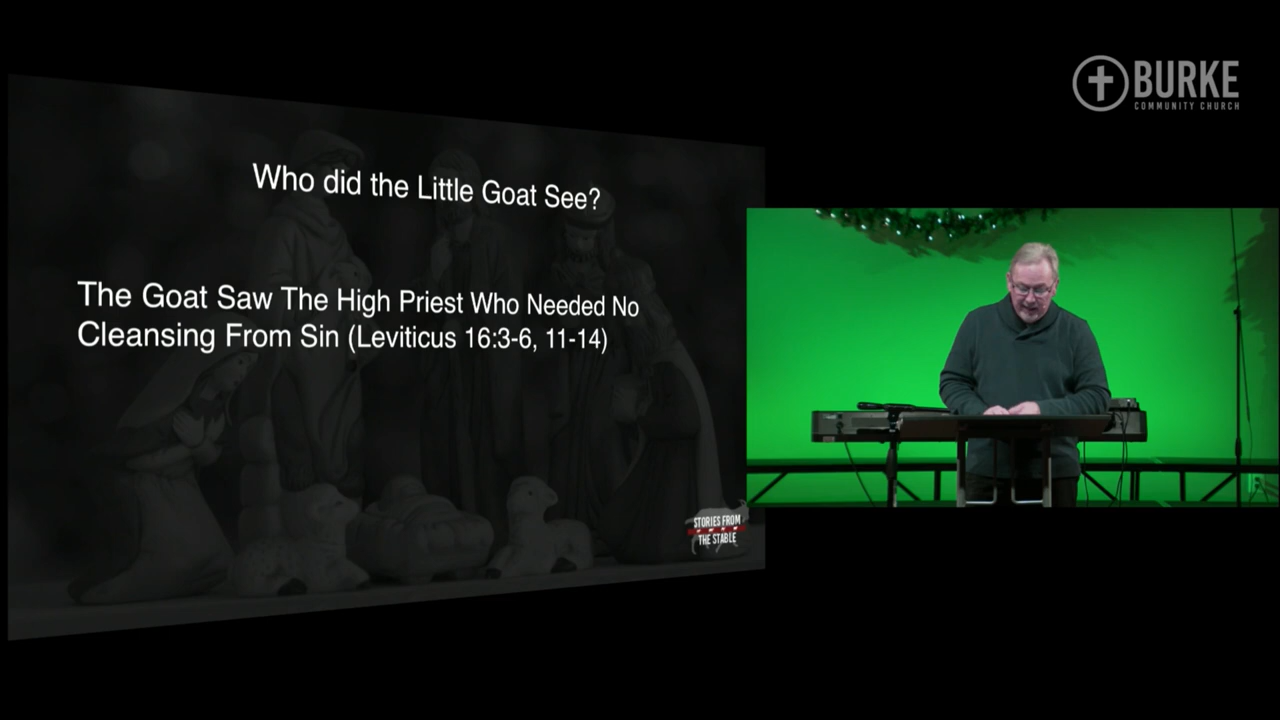 BURKE
COMMUNITY CHURCH
Who did the Little Goat See?
The Goat Saw The High Priest Who Needed No
Cleansing From Sin (Leviticus 16:3-6, 11-14)
STORIES FROM
THE STABLE